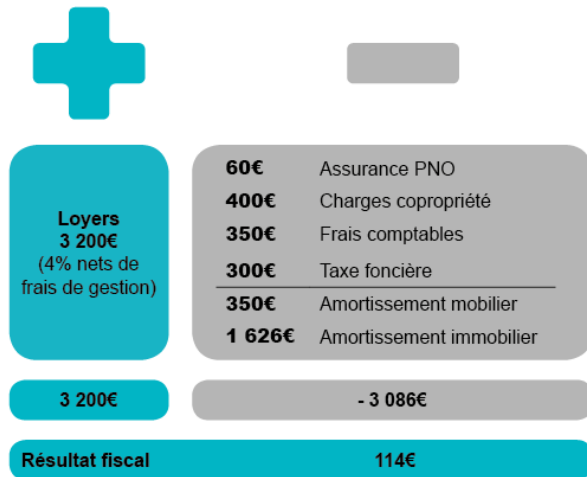 Loyers
3 200€
(4% nets de
frais de gestion)
60€ Assurance PNO
400€ Charges copropriété
350€ Frais comptables
300€ Taxe foncière
350€ Amortissement mobilier
1 626€ Amortissement immobilier
3 200€
- 3 086€
Résultat fiscal 114€